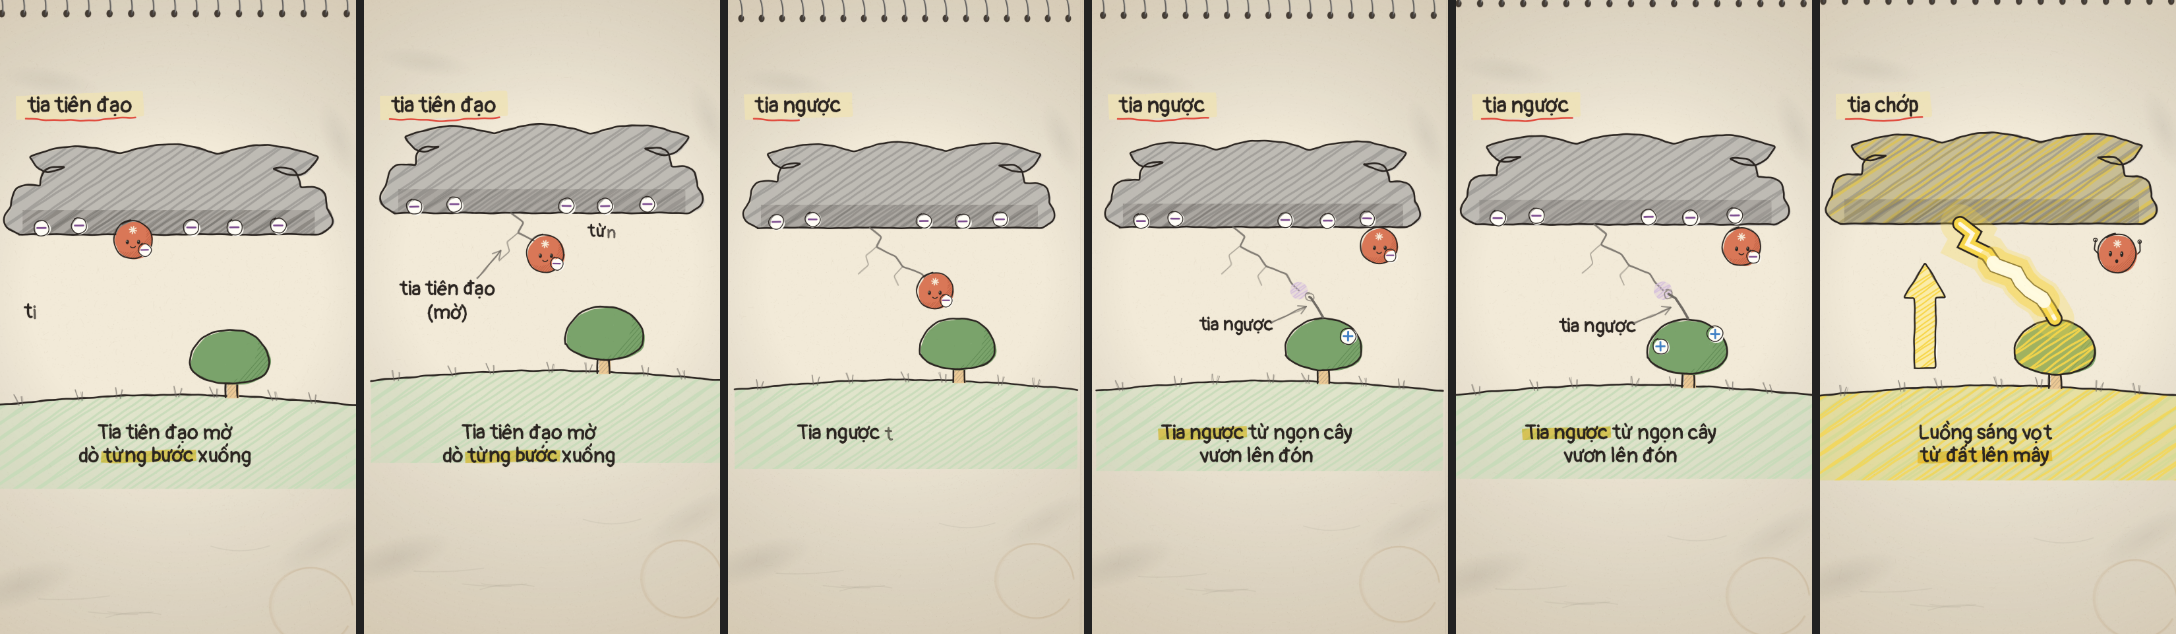 tia tiên đạo
ti
Tia tiên đạo mờ
dò từng bước xuống
tia tiên đạo
từn
tia tiên đạo
(mờ)
Tia tiên đạo mờ
dò từng bước xuống
tia ngược
Tia ngược t
tia ngược
tia ngược
Tia ngược từ ngọn cây
vươn lên đón
tia ngược
tia ngược
Tia ngược từ ngọn cây
vươn lên đón
tia chớp
Luồng sáng vọt
từ đất lên mây